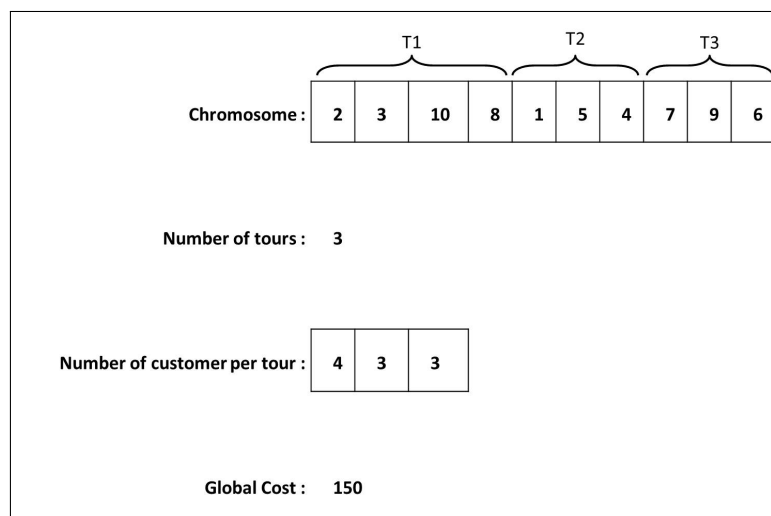 T1 T2 T3
Chromosome : 2 3 10 8 1 5 4 7 9 6
Number of tours : 3
Number of customer per tour : 4 3 3
Global Cost : 150